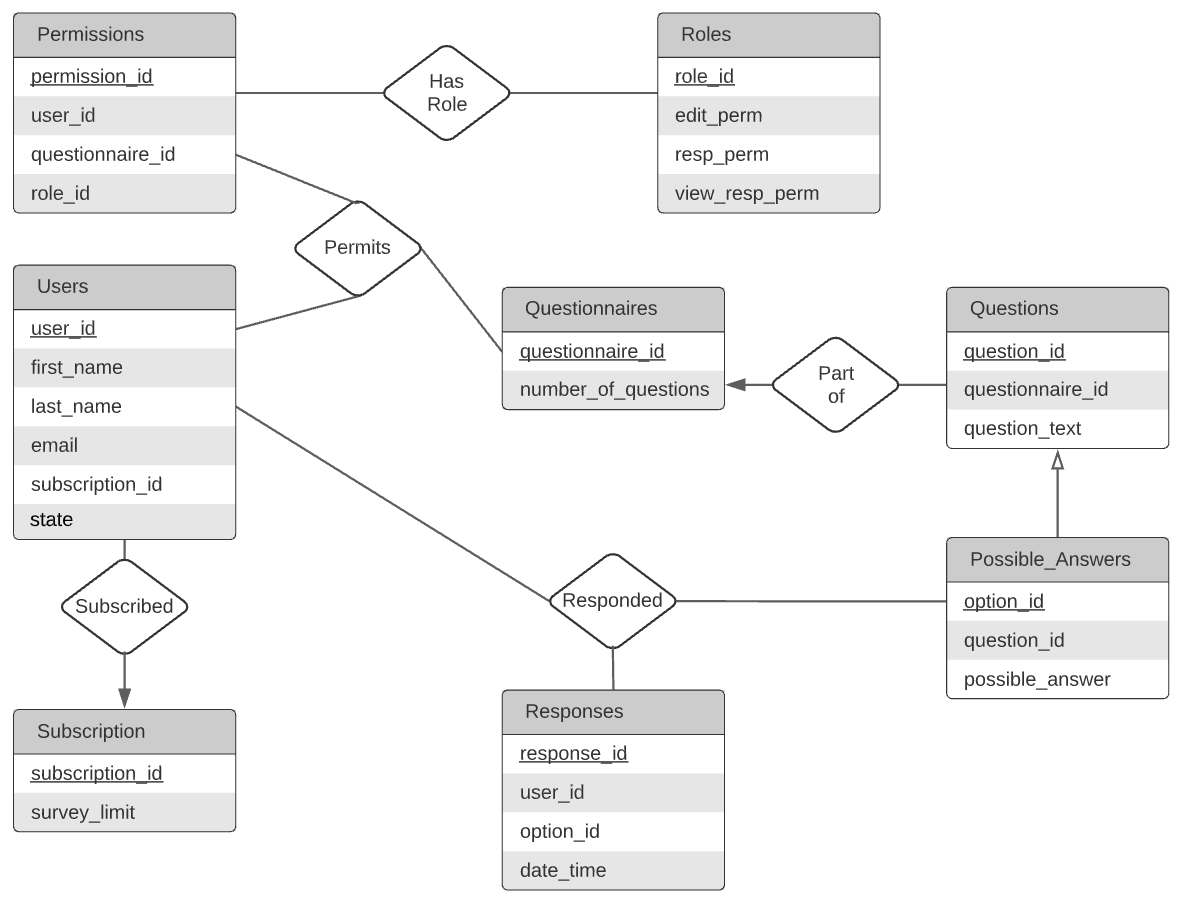 Permissions
permission_id
user_id
questionnaire_id
role_id
Has
Role
Roles
role_id
edit_perm
resp_perm
view_resp_perm
Permits
Users
user_id
first_name
last_name
email
subscription_id
state
Questionnaires
questionnaire_id
number_of_questions
Part
of
Questions
question_id
questionnaire_id
question_text
Subscribed
Responded
Possible_Answers
option_id
question_id
possible_answer
Subscription
subscription_id
survey_limit
Responses
response_id
user_id
option_id
date_time